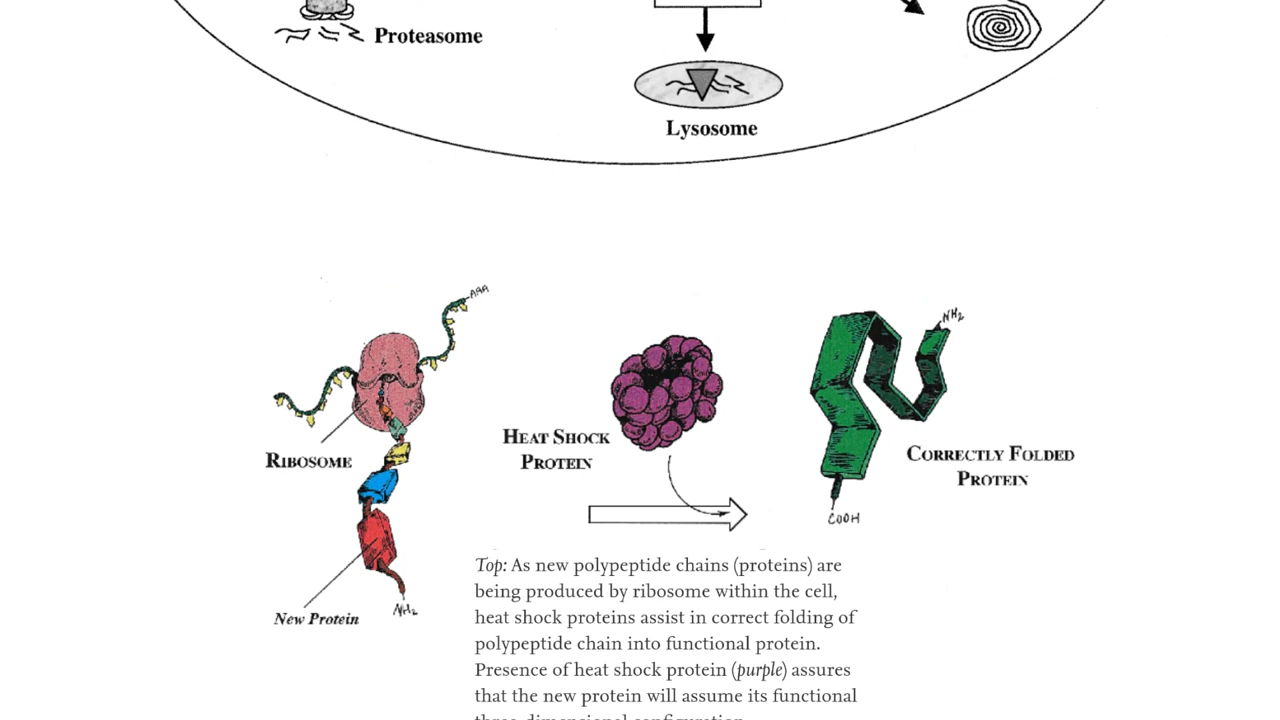 Proteasome
Lysosome
AAA
NH2
HEAT SHOCK
PROTEIN
RIBOSOME
CORRECTLY FOLDED
PROTEIN
COOH
New Protein
NH2
Top: As new polypeptide chains (proteins) are
being produced by ribosome within the cell,
heat shock proteins assist in correct folding of
polypeptide chain into functional protein.
Presence of heat shock protein (purple) assures
that the new protein will assume its functional
three-dimensional configuration.